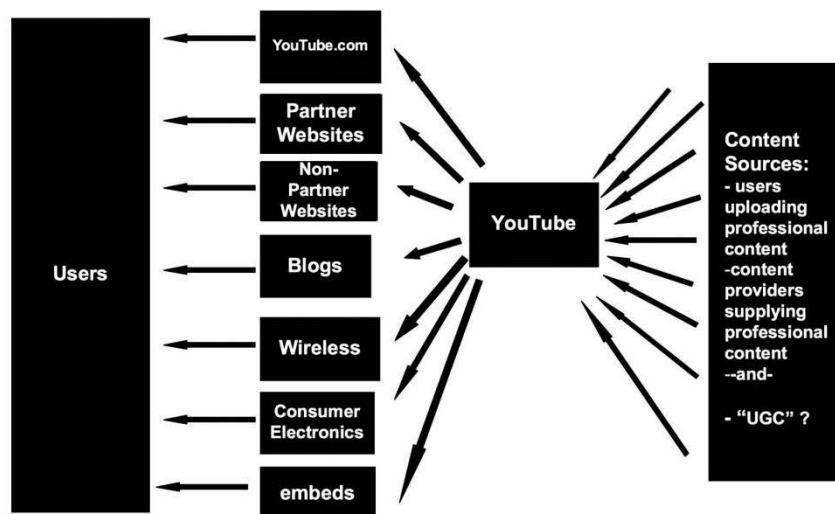 Users
YouTube.com
Partner
Websites
Non-
Partner
Websites
Blogs
Wireless
Consumer
Electronics
embeds
YouTube
Content
Sources:
- users
uploading
professional
content
-content
providers
supplying
professional
content
--and-
- “UGC” ?